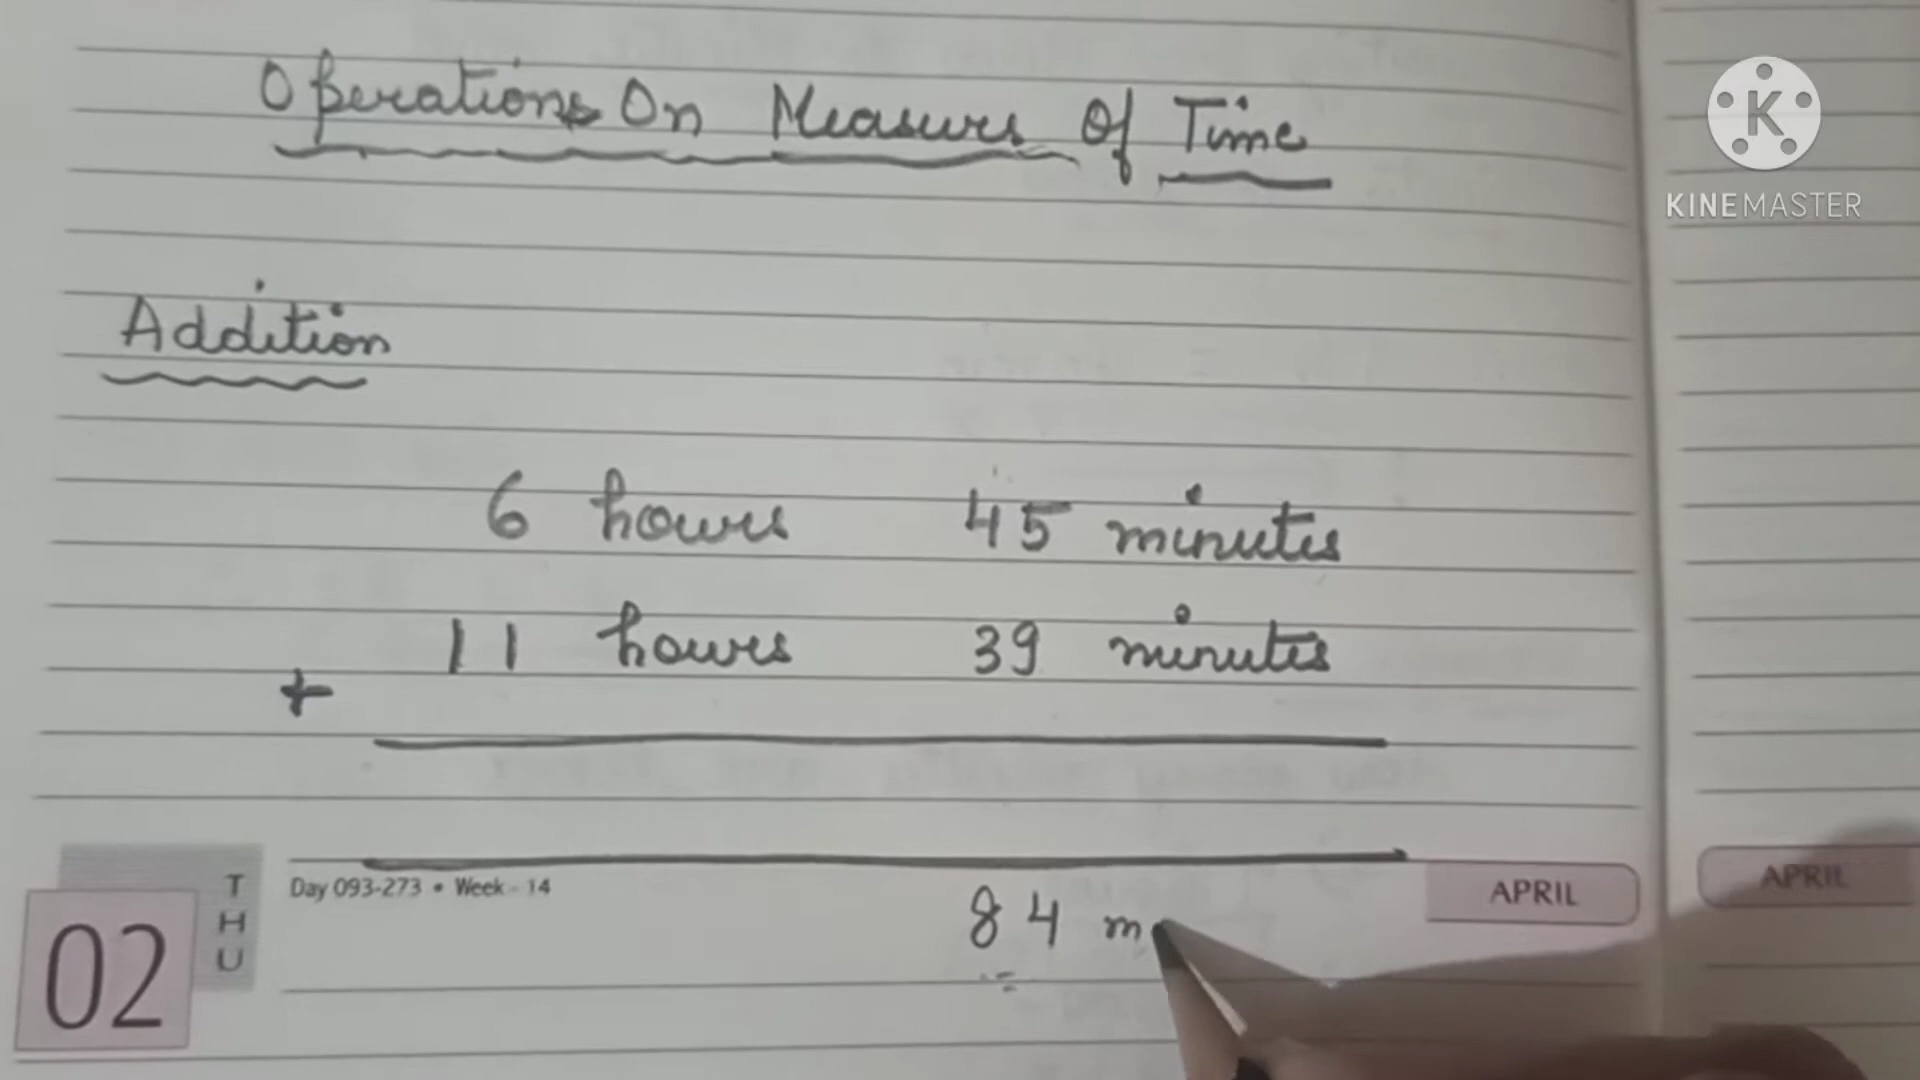 Operations On Measures Of Time
K
KINEMASTER
Addition
6 hours 45 minutes
11 hours 39 minutes
+
Day 093-273 • Week - 14
APRIL
APRIL
84 m
02
THU